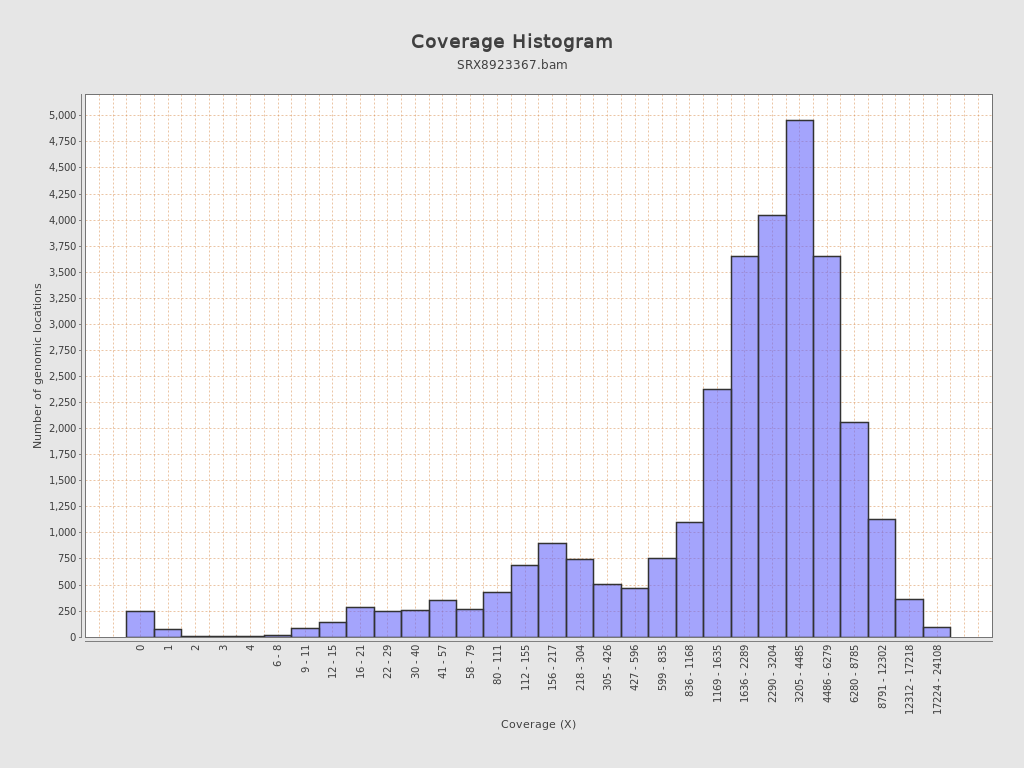 Coverage Histogram
SRX8923367.bam
Number of genomic locations
5,000
4,750
4,500
4,250
4,000
3,750
3,500
3,250
3,000
2,750
2,500
2,250
2,000
1,750
1,500
1,250
1,000
750
500
250
0
0
1
2
3
4
6 - 8
9 - 11
12 - 15
16 - 21
22 - 29
30 - 40
41 - 57
58 - 79
80 - 111
112 - 155
156 - 217
218 - 304
305 - 426
427 - 596
599 - 835
836 - 1168
1169 - 1635
1636 - 2289
2290 - 3204
3205 - 4485
4486 - 6279
6280 - 8785
8791 - 12302
12312 - 17218
17224 - 24108
Coverage (X)